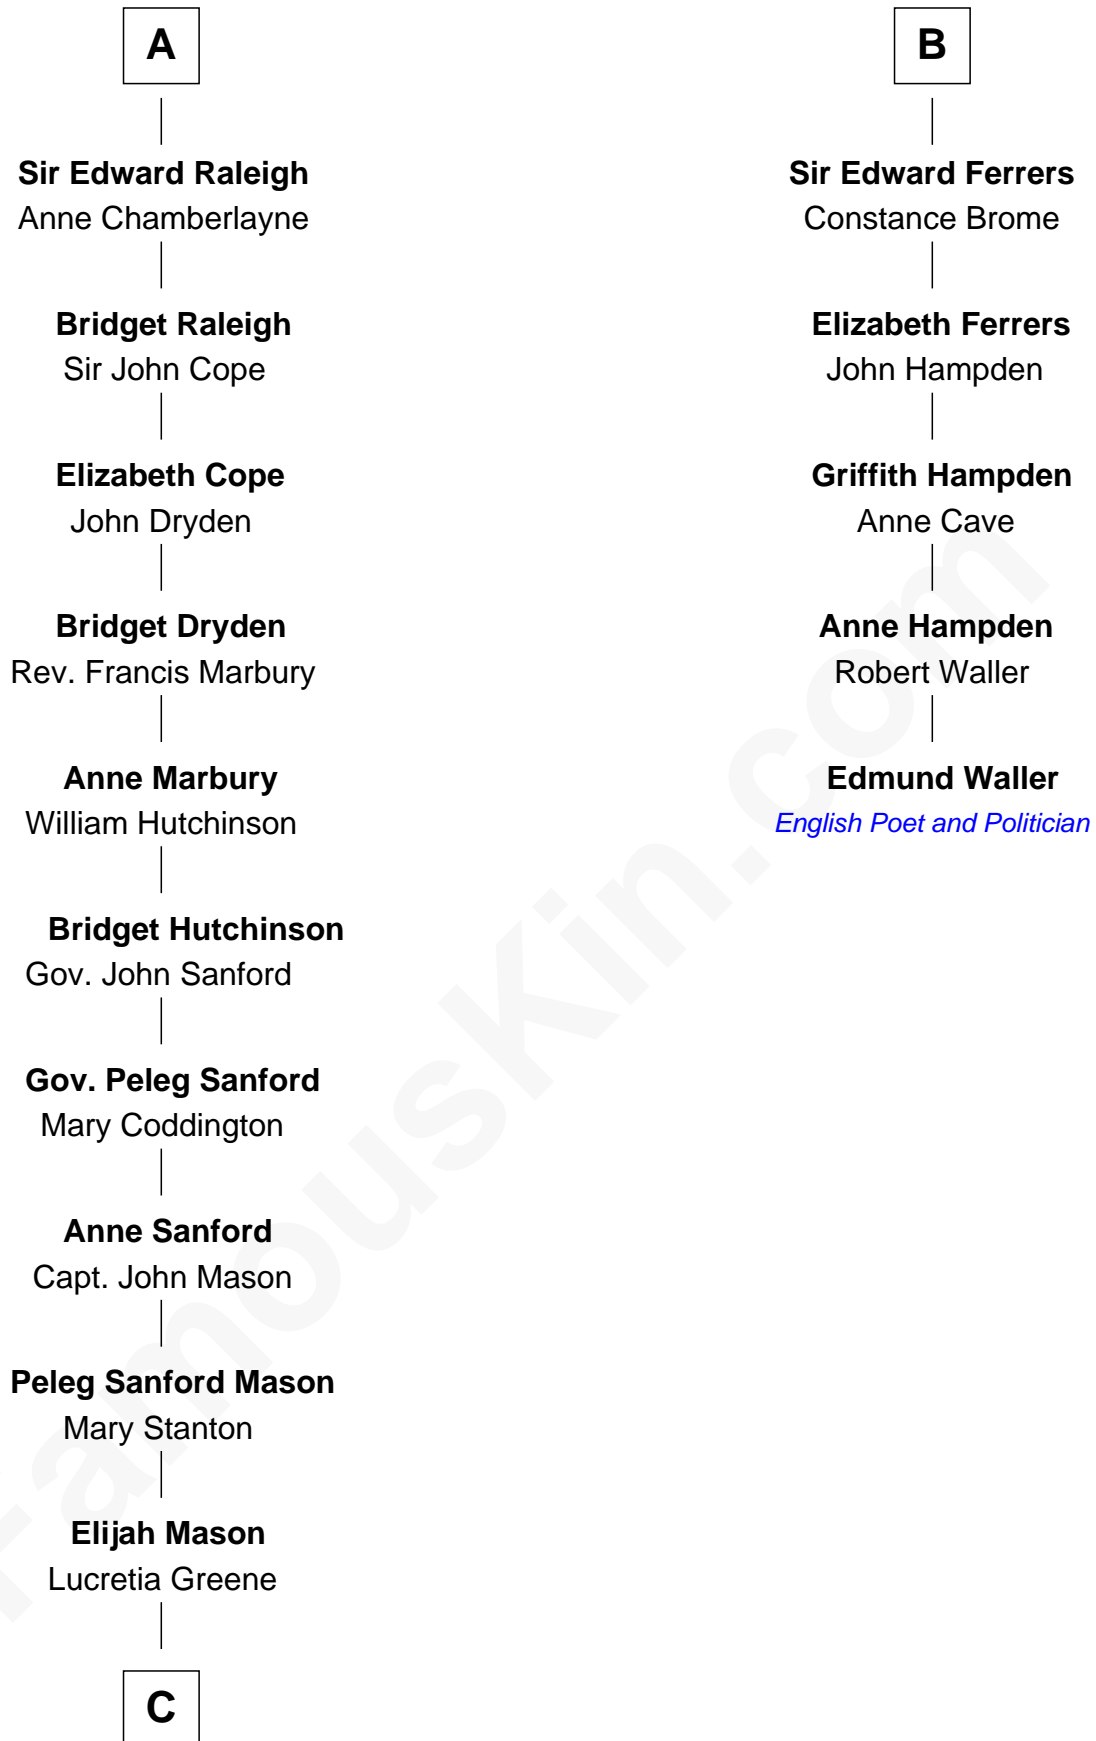 A
Sir Edward Raleigh
Anne Chamberlayne
Bridget Raleigh
Sir John Cope
Elizabeth Cope
John Dryden
Bridget Dryden
Rev. Francis Marbury
Anne Marbury
William Hutchinson
Bridget Hutchinson
Gov. John Sanford
Gov. Peleg Sanford
Mary Coddington
Anne Sanford
Capt. John Mason
Peleg Sanford Mason
Mary Stanton
Elijah Mason
Lucretia Greene
C
B
Sir Edward Ferrers
Constance Brome
Elizabeth Ferrers
John Hampden
Griffith Hampden
Anne Cave
Anne Hampden
Robert Waller
Edmund Waller
English Poet and Politician
FamousKin.com